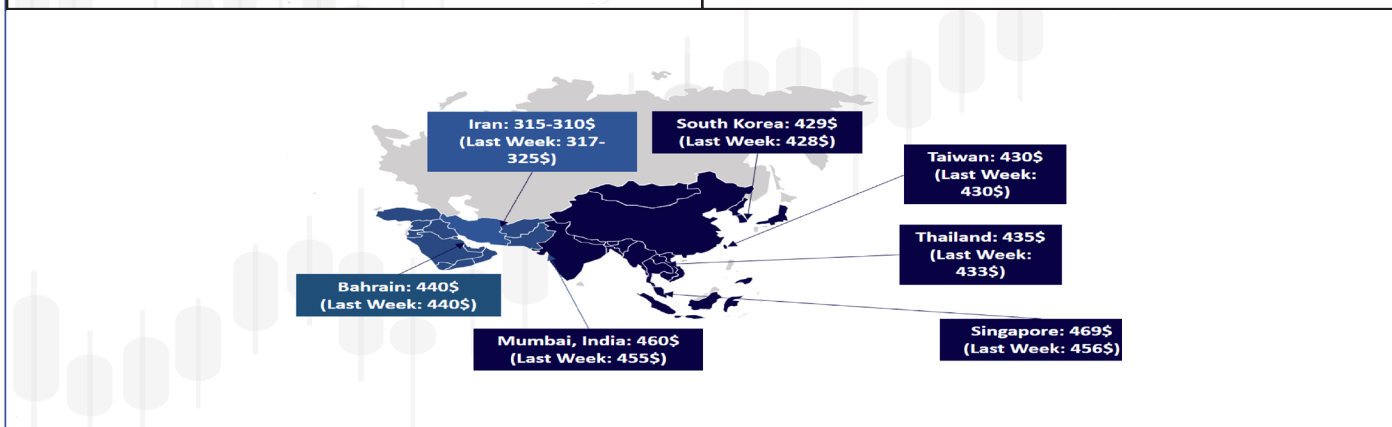 Iran: 315-310$
(Last Week: 317-
325$)
South Korea: 429$
(Last Week: 428$)
Taiwan: 430$
(Last Week:
430$)
Thailand: 435$
(Last Week:
433$)
Bahrain: 440$
(Last Week: 440$)
Mumbai, India: 460$
(Last Week: 455$)
Singapore: 469$
(Last Week: 456$)